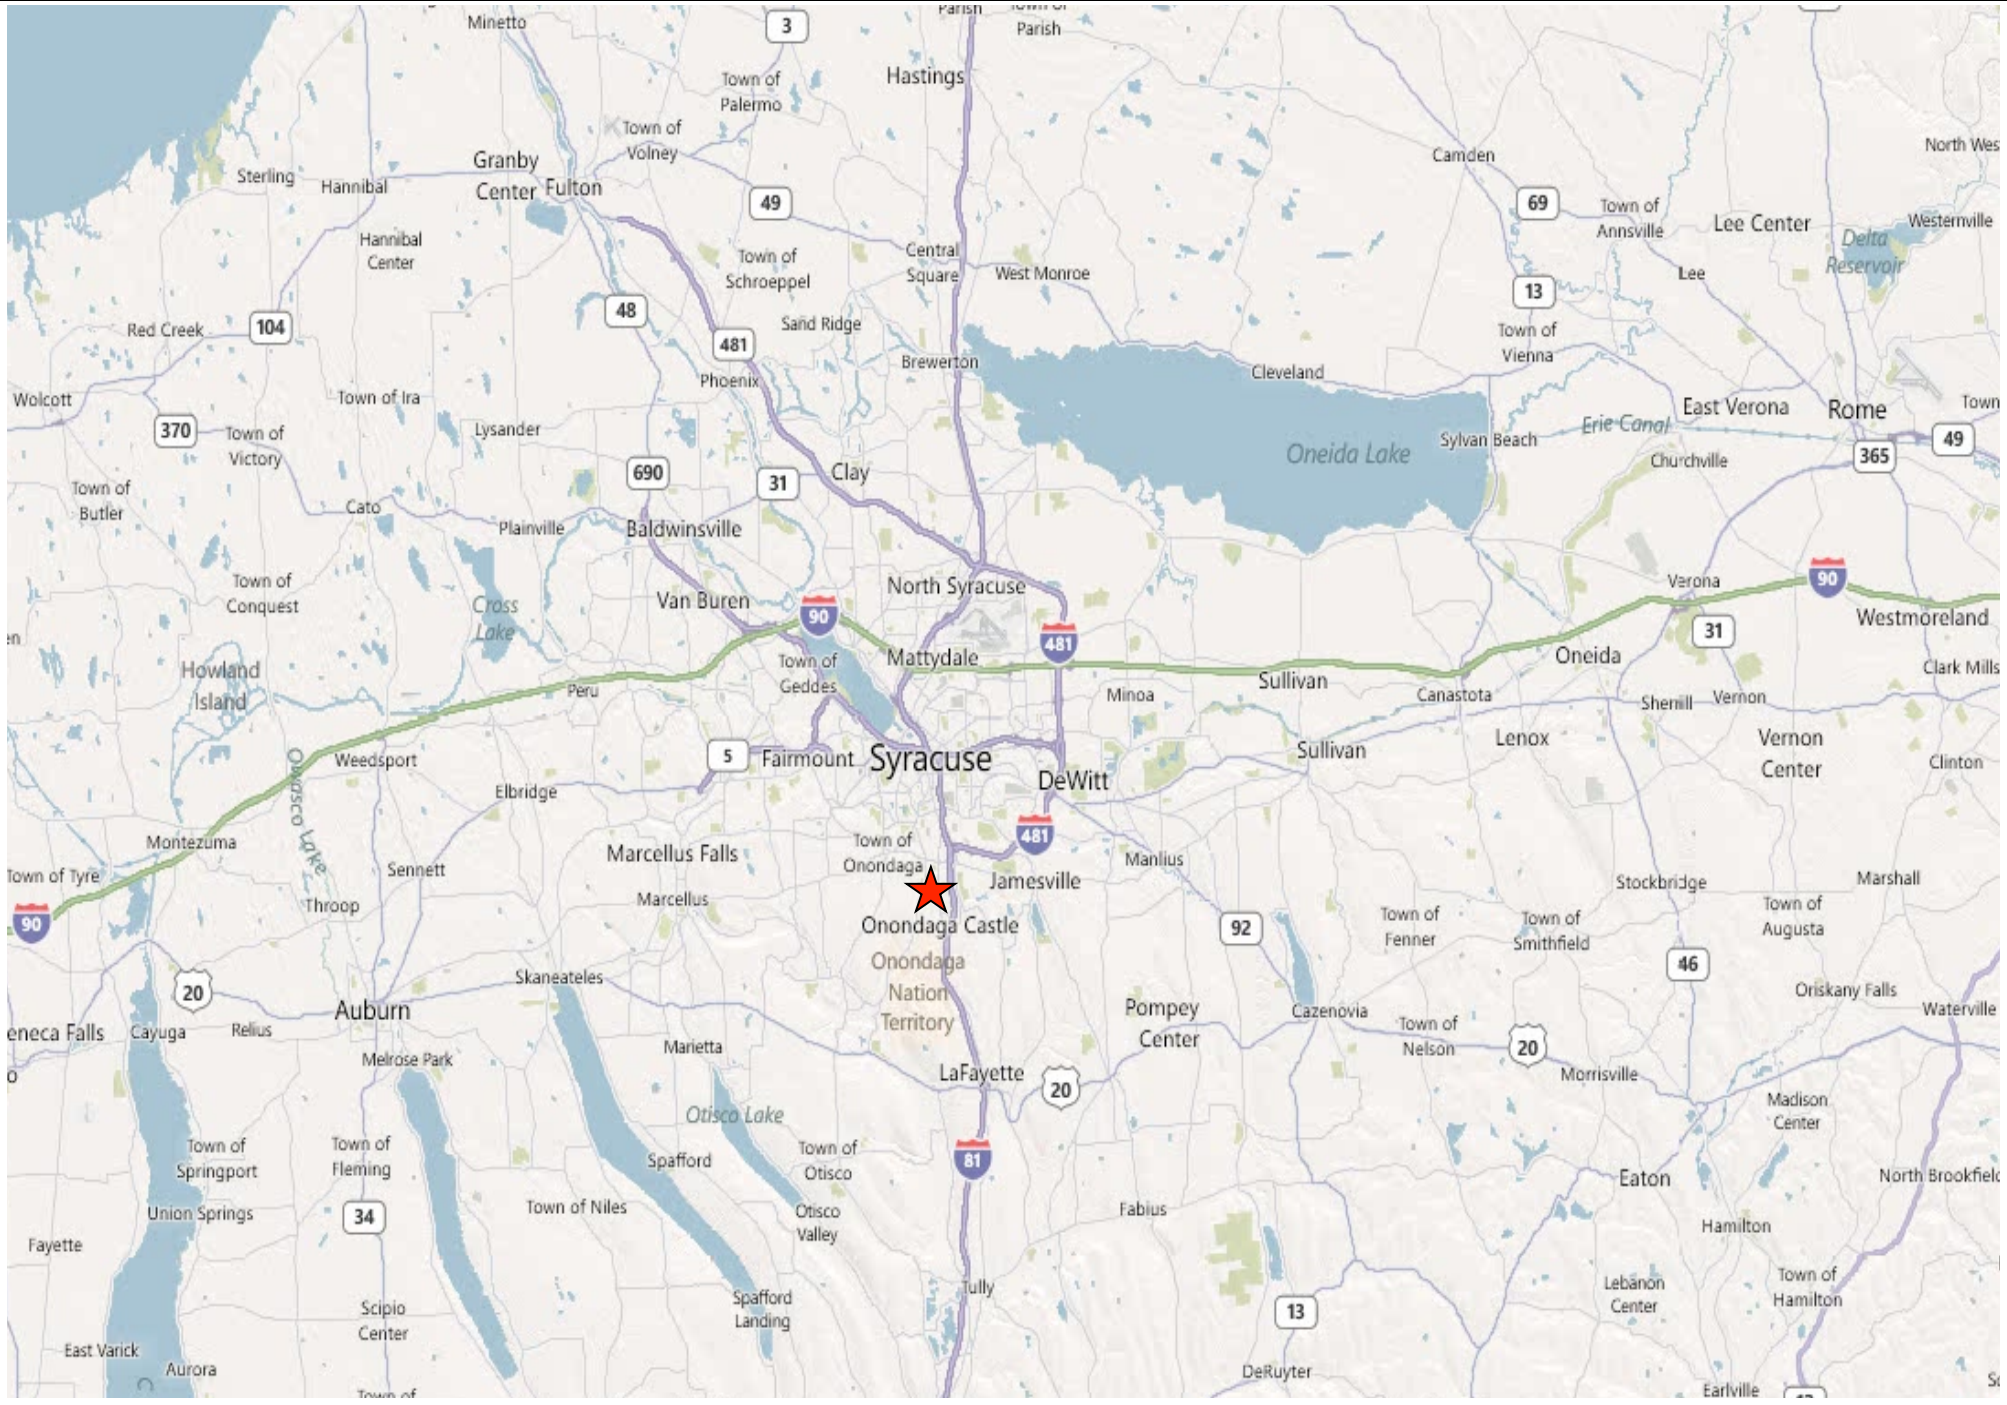 Minetto
3
Parish
Parish
Hastings
Town of
Palermo
Town of
Volney
Camden
North Wes
Granby
Center
Fulton
Sterling
Hannibal
49
69
Town of
Annsville
Lee Center
Westernville
Hannibal
Center
Town of
Schroeppel
Central
Square
West Monroe
Delta
Reservoir
Lee
13
48
104
Red Creek
Sand Ridge
481
Town of
Vienna
Brewerton
Phoenix
Cleveland
Wolcott
Town of Ira
East Verona
Rome
Town
370
Town of
Victory
Lysander
Erie Canal
Sylvan Beach
49
Oneida Lake
365
Churchville
690
31
Clay
Town of
Butler
Cato
Plainville
Baldwinsville
Town of
Conquest
Cross
Lake
Van Buren
North Syracuse
90
Verona
90
Westmoreland
31
481
en
Howland
Island
Town of
Geddes
Mattydale
Oneida
Clark Mills
Peru
Minoa
Sullivan
Canastota
Sherrill
Vernon
Owasco Lake
Weedsport
5
Fairmount
Syracuse
Sullivan
Lenox
Vernon
Center
Clinton
DeWitt
Elbridge
481
Montezuma
Town of
Onondaga
Marcellus Falls
Manlius
Town of Tyre
Sennett
Jamesville
Stockbridge
Marshall
Throop
Marcellus
90
Onondaga Castle
92
Town of
Fenner
Town of
Smithfield
Town of
Augusta
Onondaga
Nation
Territory
46
Skaneateles
20
Auburn
Oriskany Falls
Pompey
Center
Cazenovia
Waterville
eneca Falls
Cayuga
Relius
Town of
Nelson
20
Marietta
Melrose Park
LaFayette
20
Morrisville
o
Otisco Lake
Madison
Center
Town of
Springport
Town of
Fleming
Town of
Otisco
Spafford
81
Eaton
North Brookfield
Union Springs
34
Town of Niles
Otisco
Valley
Fabius
Hamilton
Fayette
Tully
Spafford
Landing
Scipio
Center
13
Lebanon
Center
Town of
Hamilton
East Varick
Aurora
DeRuyter
Town of
Earlville